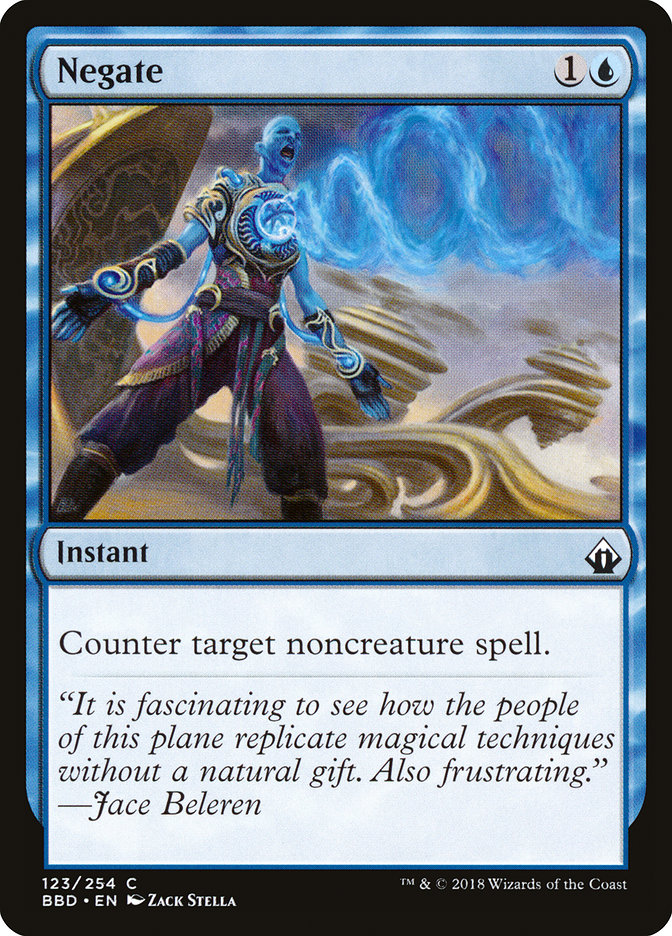 Negate 1
Instant
Counter target noncreature spell.
“It is fascinating to see how the people
of this plane replicate magical techniques
without a natural gift. Also frustrating.”
—Jace Beleren
123/254 C
BBD • EN Zack Stella
™ & © 2018 Wizards of the Coast